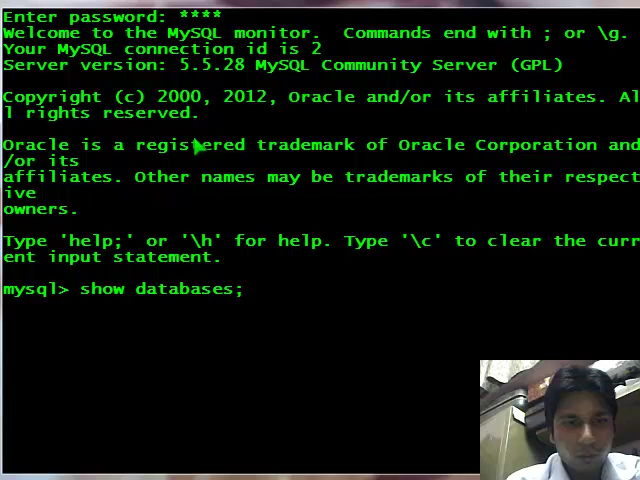 Enter password: ****
Welcome to the MySQL monitor.  Commands end with ; or \g.
Your MySQL connection id is 2
Server version: 5.5.28 MySQL Community Server (GPL)
Copyright (c) 2000, 2012, Oracle and/or its affiliates. Al
l rights reserved.
Oracle is a registered trademark of Oracle Corporation and
/or its
affiliates. Other names may be trademarks of their respect
ive
owners.
Type 'help;' or '\h' for help. Type '\c' to clear the curr
ent input statement.
mysql> show databases;